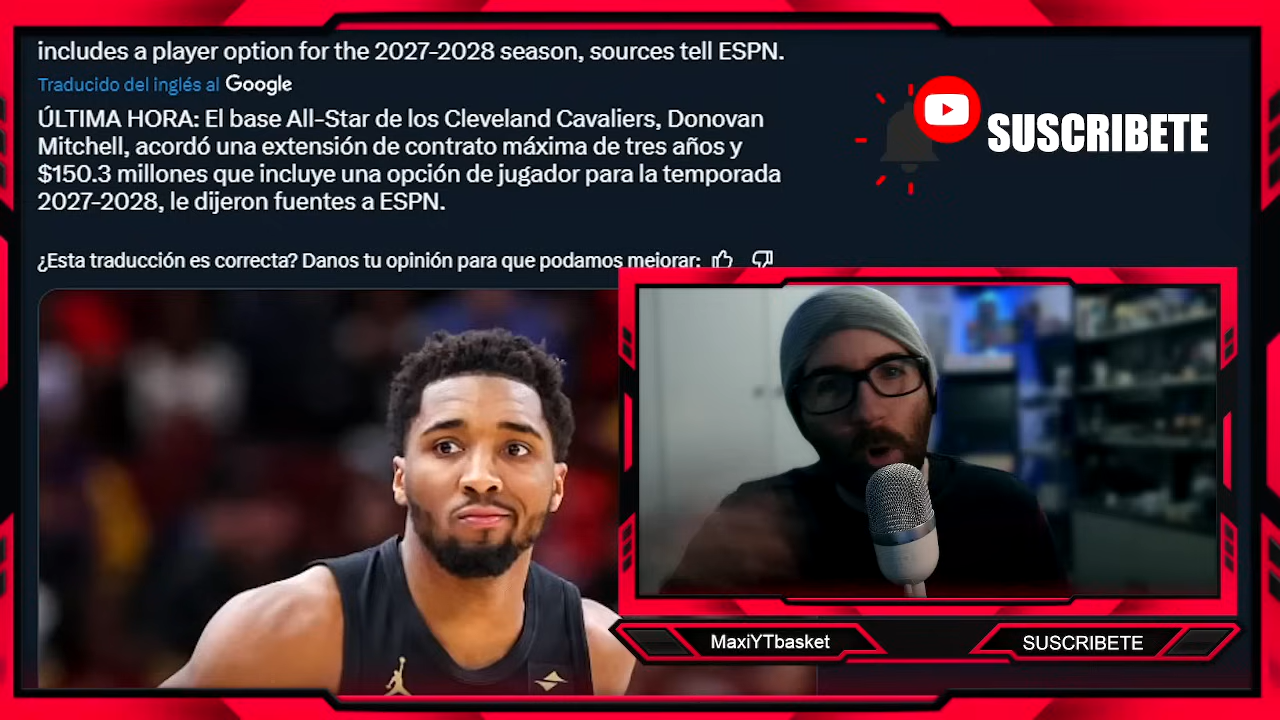 includes a player option for the 2027-2028 season, sources tell ESPN.
Traducido del inglés al Google
ÚLTIMA HORA: El base All-Star de los Cleveland Cavaliers, Donovan
Mitchell, acordó una extensión de contrato máxima de tres años y
$150.3 millones que incluye una opción de jugador para la temporada
2027-2028, le dijeron fuentes a ESPN.
¿Esta traducción es correcta? Danos tu opinión para que podamos mejorar:
SUSCRIBETE
MaxiYTbasket
SUSCRIBETE